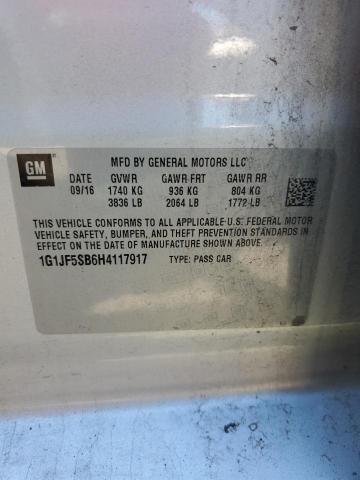 GM
MFD BY GENERAL MOTORS LLC
DATE GVWR GAWR FRT GAWR RR
09/16 1740 KG 936 KG 804 KG
3836 LB 2064 LB 1772 LB
THIS VEHICLE CONFORMS TO ALL APPLICABLE U.S. FEDERAL MOTOR
VEHICLE SAFETY, BUMPER, AND THEFT PREVENTION STANDARDS IN
EFFECT ON THE DATE OF MANUFACTURE SHOWN ABOVE.
1G1JF5SB6H4117917 TYPE: PASS CAR